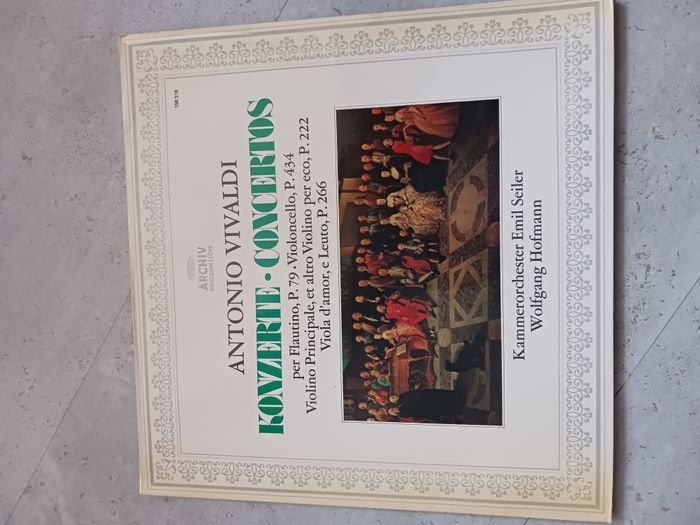 198 318
ARCHIV
PRODUKTION
ANTONIO VIVALDI
KONZERTE · CONCERTOS
per Flautino, P. 79 · Violoncello, P. 434
Violino Principale, et altro Violino per eco, P. 222
Viola d'amor, e Leuto, P. 266
Kammerorchester Emil Seiler
Wolfgang Hofmann